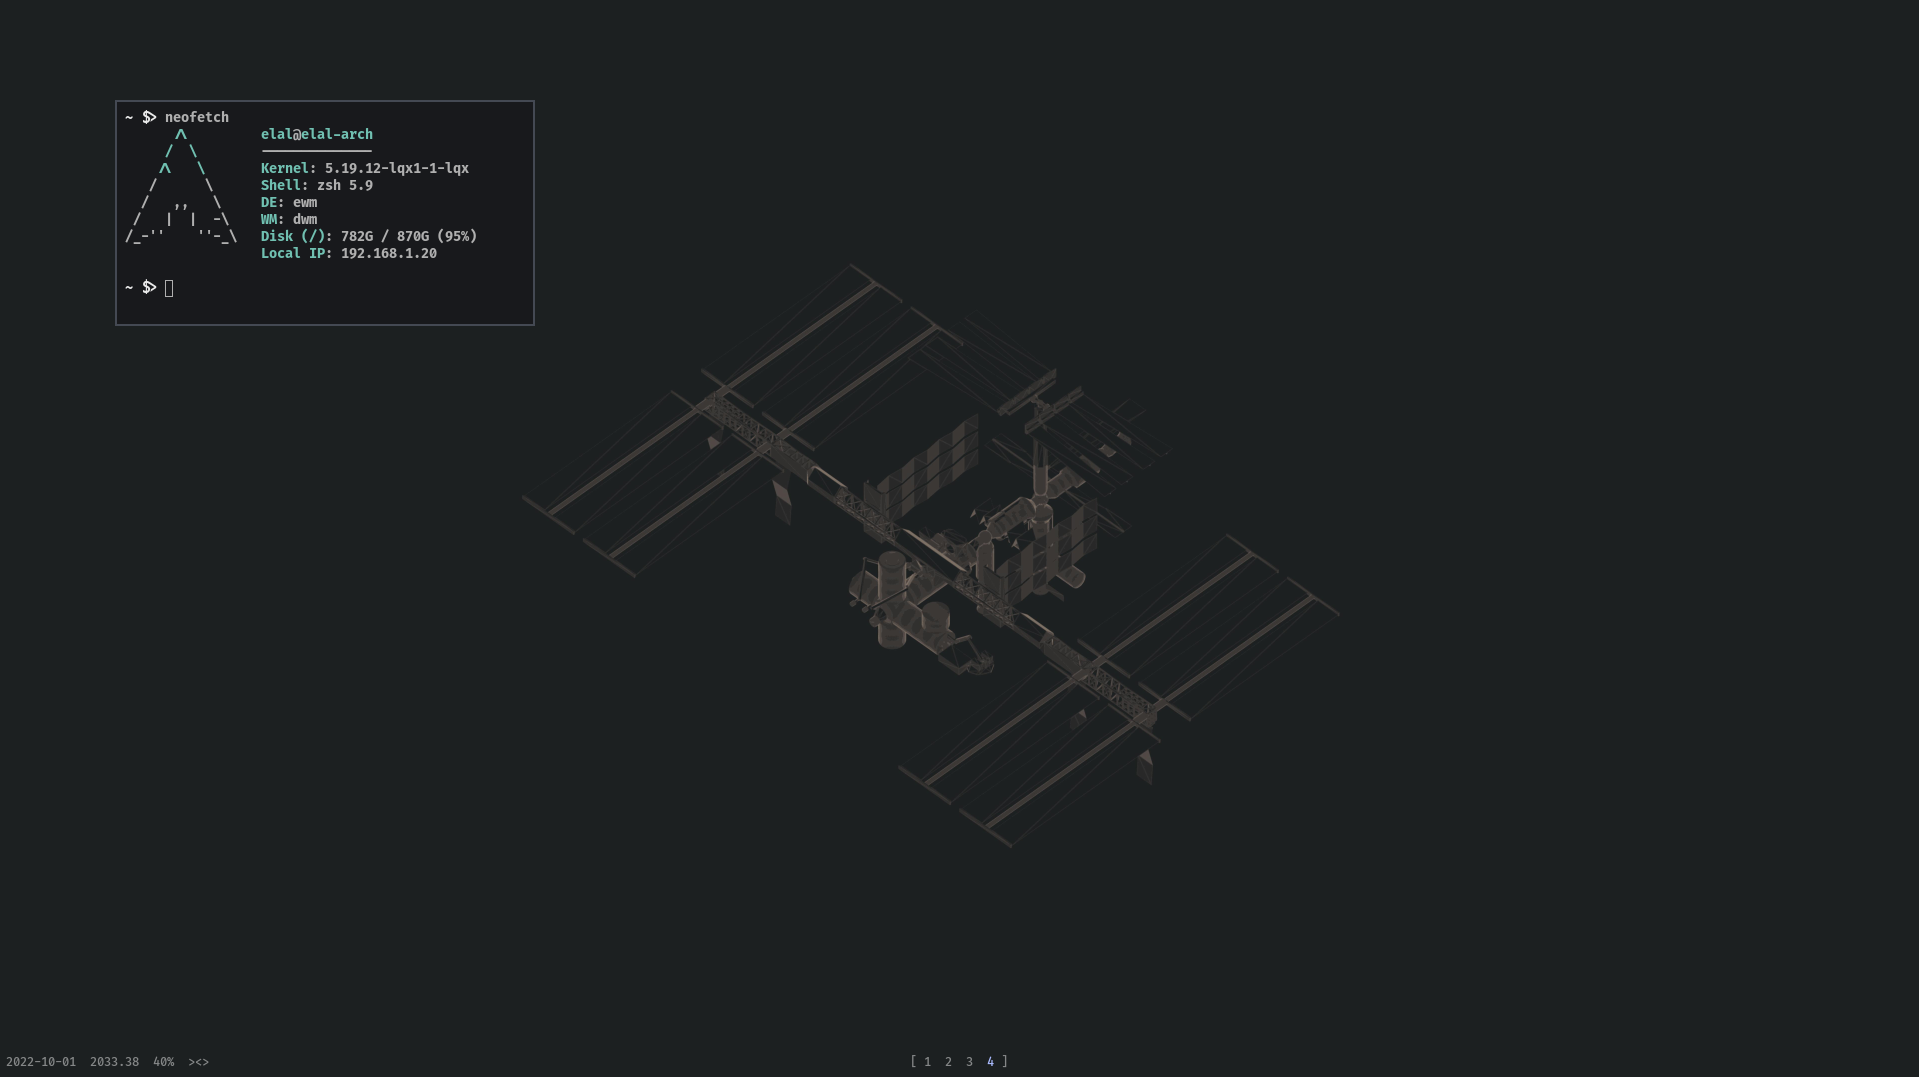 ~ $> neofetch
       ^          elal@elal-arch
      /  \        ──────────────
     ^    \       Kernel: 5.19.12-lqx1-1-lqx
    /      \      Shell: zsh 5.9
   /   ,,   \     DE: ewm
  /   |  |  -\    WM: dwm
 /_-''    ''-_\   Disk (/): 782G / 870G (95%)
                  Local IP: 192.168.1.20
~ $>
2022-10-01  2033.38  40%  ><>
[ 1  2  3  4 ]